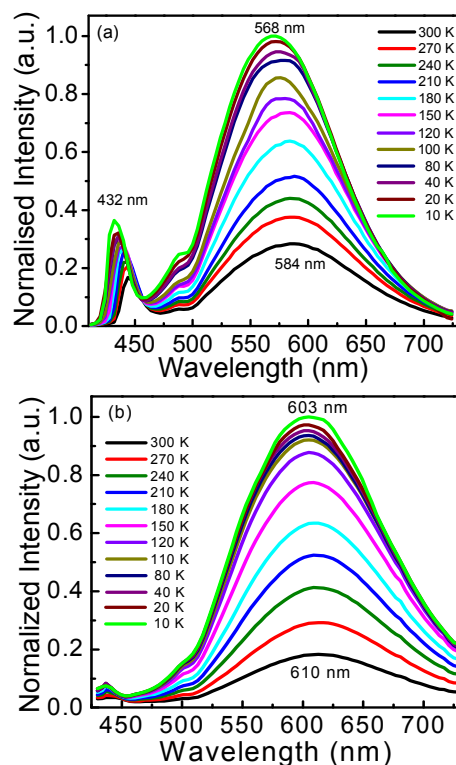 (a)
568 nm
432 nm
584 nm
300 K
270 K
240 K
210 K
180 K
150 K
120 K
100 K
80 K
40 K
20 K
10 K
Normalised Intensity (a.u.)
1.0
0.8
0.6
0.4
0.2
0.0
450 500 550 600 650 700
Wavelength (nm)
(b)
603 nm
610 nm
300 K
270 K
240 K
210 K
180 K
150 K
120 K
110 K
80 K
40 K
20 K
10 K
Normalized Intensity (a.u.)
1.0
0.8
0.6
0.4
0.2
0.0
450 500 550 600 650 700
Wavelength (nm)